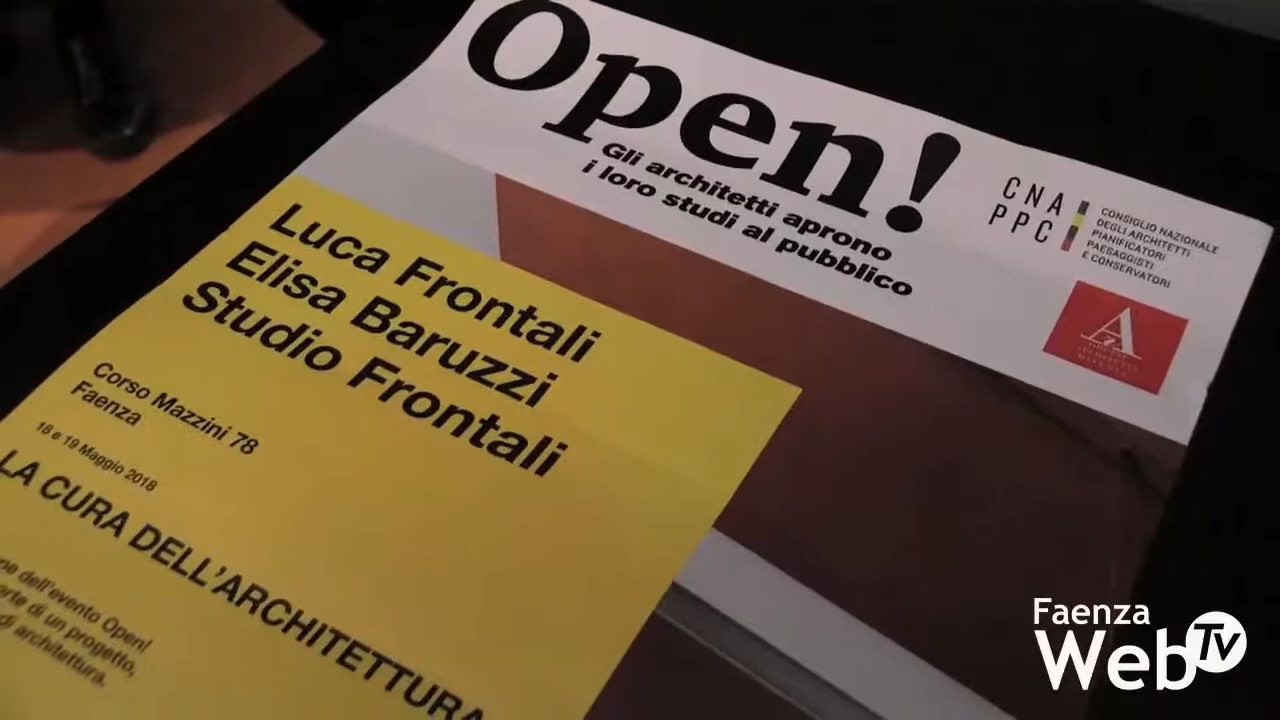 Open!
Gli architetti aprono
i loro studi al pubblico
CNA
PPC
CONSIGLIO NAZIONALE
DEGLI ARCHITETTI
PIANIFICATORI
PAESAGGISTI
E CONSERVATORI
A
Luca Frontali
Elisa Baruzzi
Studio Frontali
Corso Mazzini 78
Faenza
18 e 19 Maggio 2018
LA CURA DELL'ARCHITETTURA
dell'evento Open!
di un progetto,
di architettura.
Faenza
WebTv